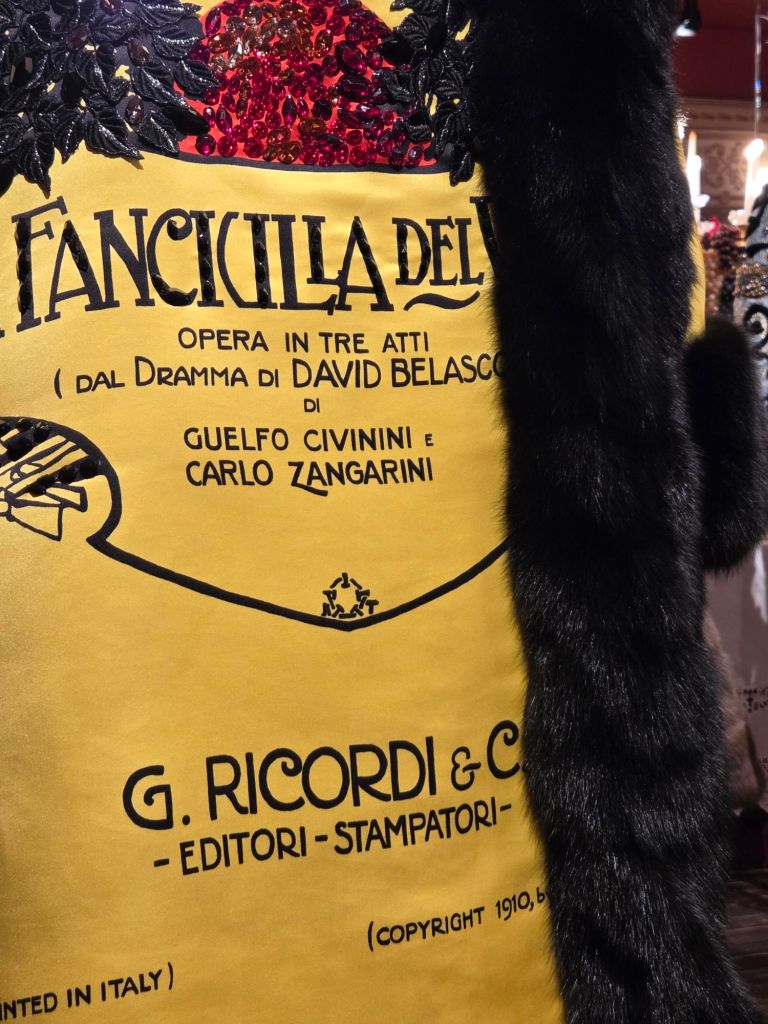 FANCIULLA DEL
OPERA IN TRE ATTI
(DAL DRAMMA DI DAVID BELASCO
DI
GUELFO CIVININI E
CARLO ZANGARINI
G. RICORDI & C.
- EDITORI - STAMPATORI -
(COPYRIGHT 1910, by
INTED IN ITALY)